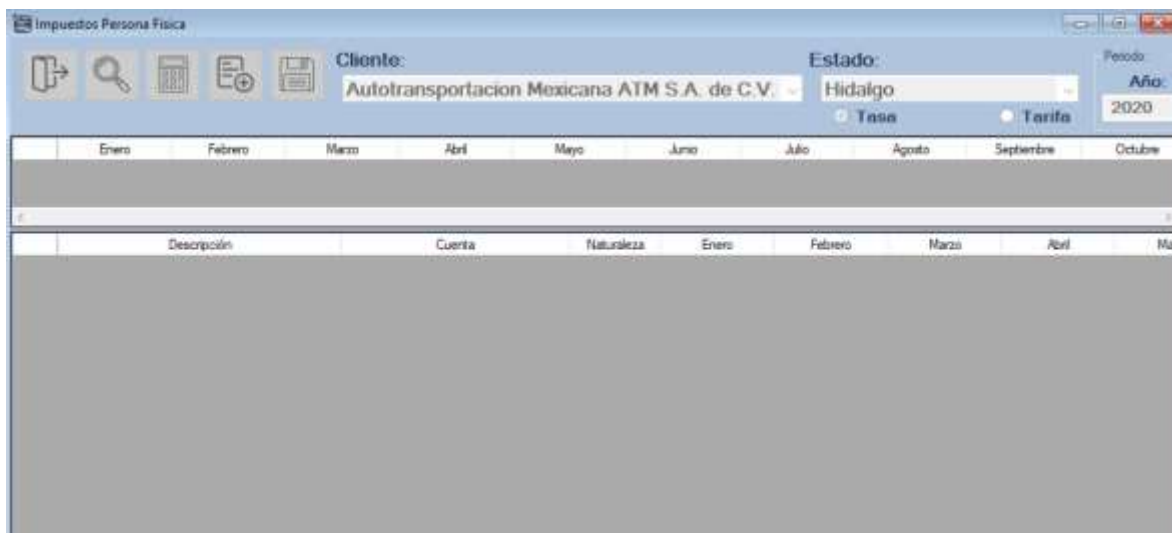 Impuestos Persona Fisica
Cliente: Estado: Periodo
Autotransportacion Mexicana ATM S.A. de C.V. Hidalgo Año:
Tasa Tarifa 2020
Enero Febrero Marzo Abril Mayo Junio Julio Agosto Septiembre Octubre
Descripción Cuenta Naturaleza Enero Febrero Marzo Abril Ma